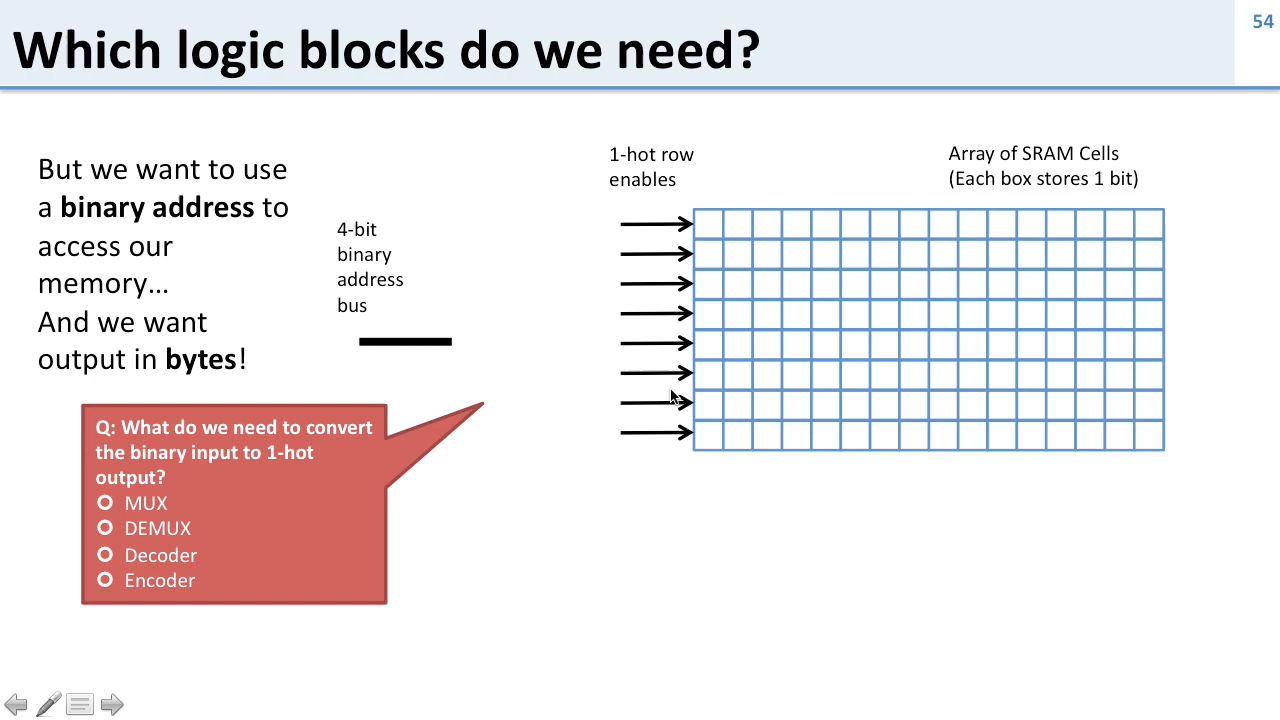 Which logic blocks do we need?
54
But we want to use
a binary address to
access our
memory…
And we want
output in bytes!
4-bit
binary
address
bus
1-hot row
enables
Array of SRAM Cells
(Each box stores 1 bit)
Q: What do we need to convert
the binary input to 1-hot
output?
MUX
DEMUX
Decoder
Encoder